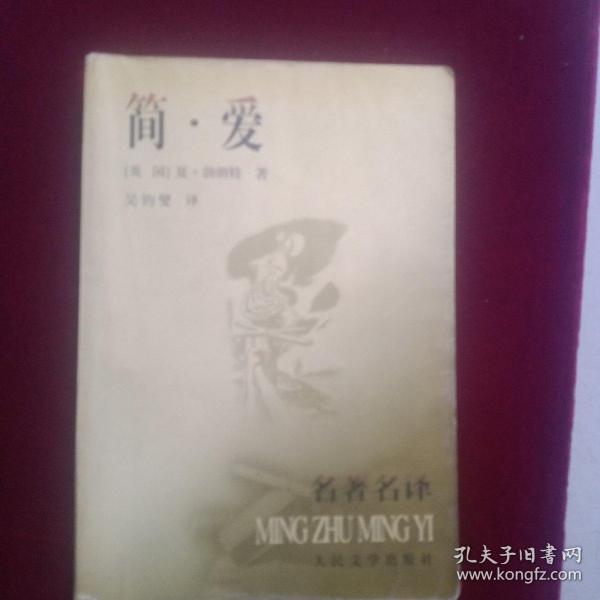 简·爱
[英 国] 夏·勃朗特 著
吴钧燮 译
名著名译
MING ZHU MING YI
人民文学出版社
孔夫子旧书网
www.kongfz.com